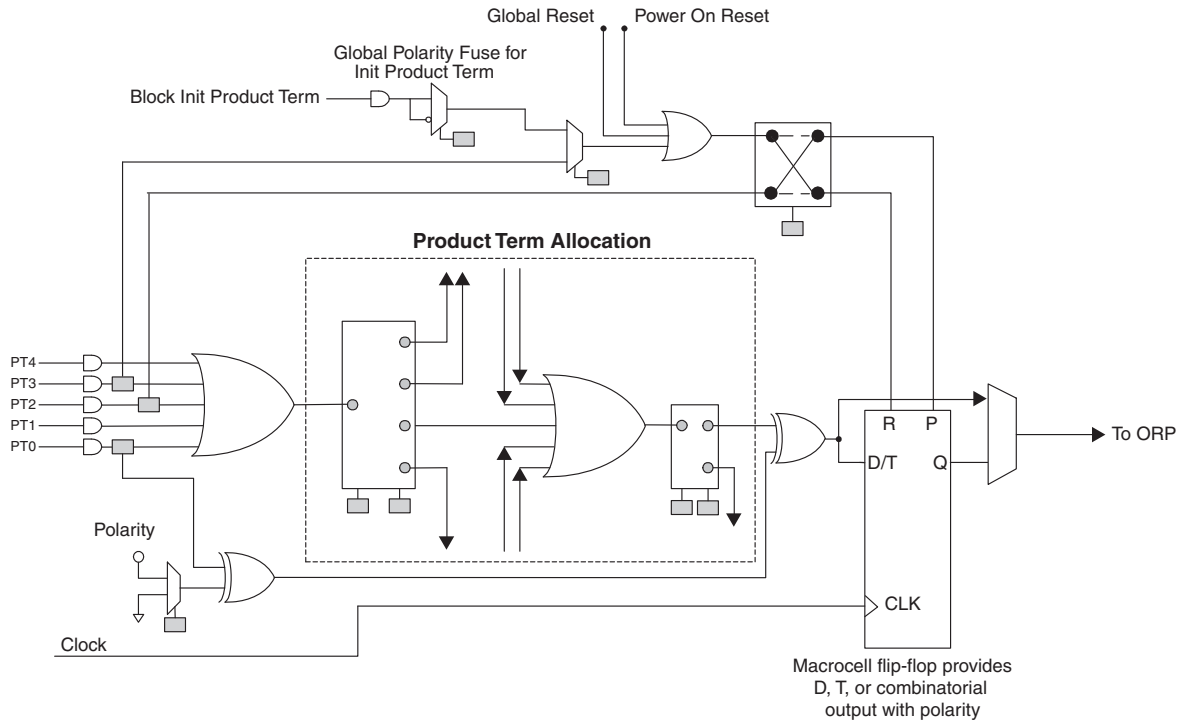 Global Reset
Power On Reset
Global Polarity Fuse for
Init Product Term
Block Init Product Term
Product Term Allocation
PT4
PT3
PT2
PT1
PT0
R
P
To ORP
D/T
Q
Polarity
CLK
Clock
Macrocell flip-flop provides
D, T, or combinatorial
output with polarity